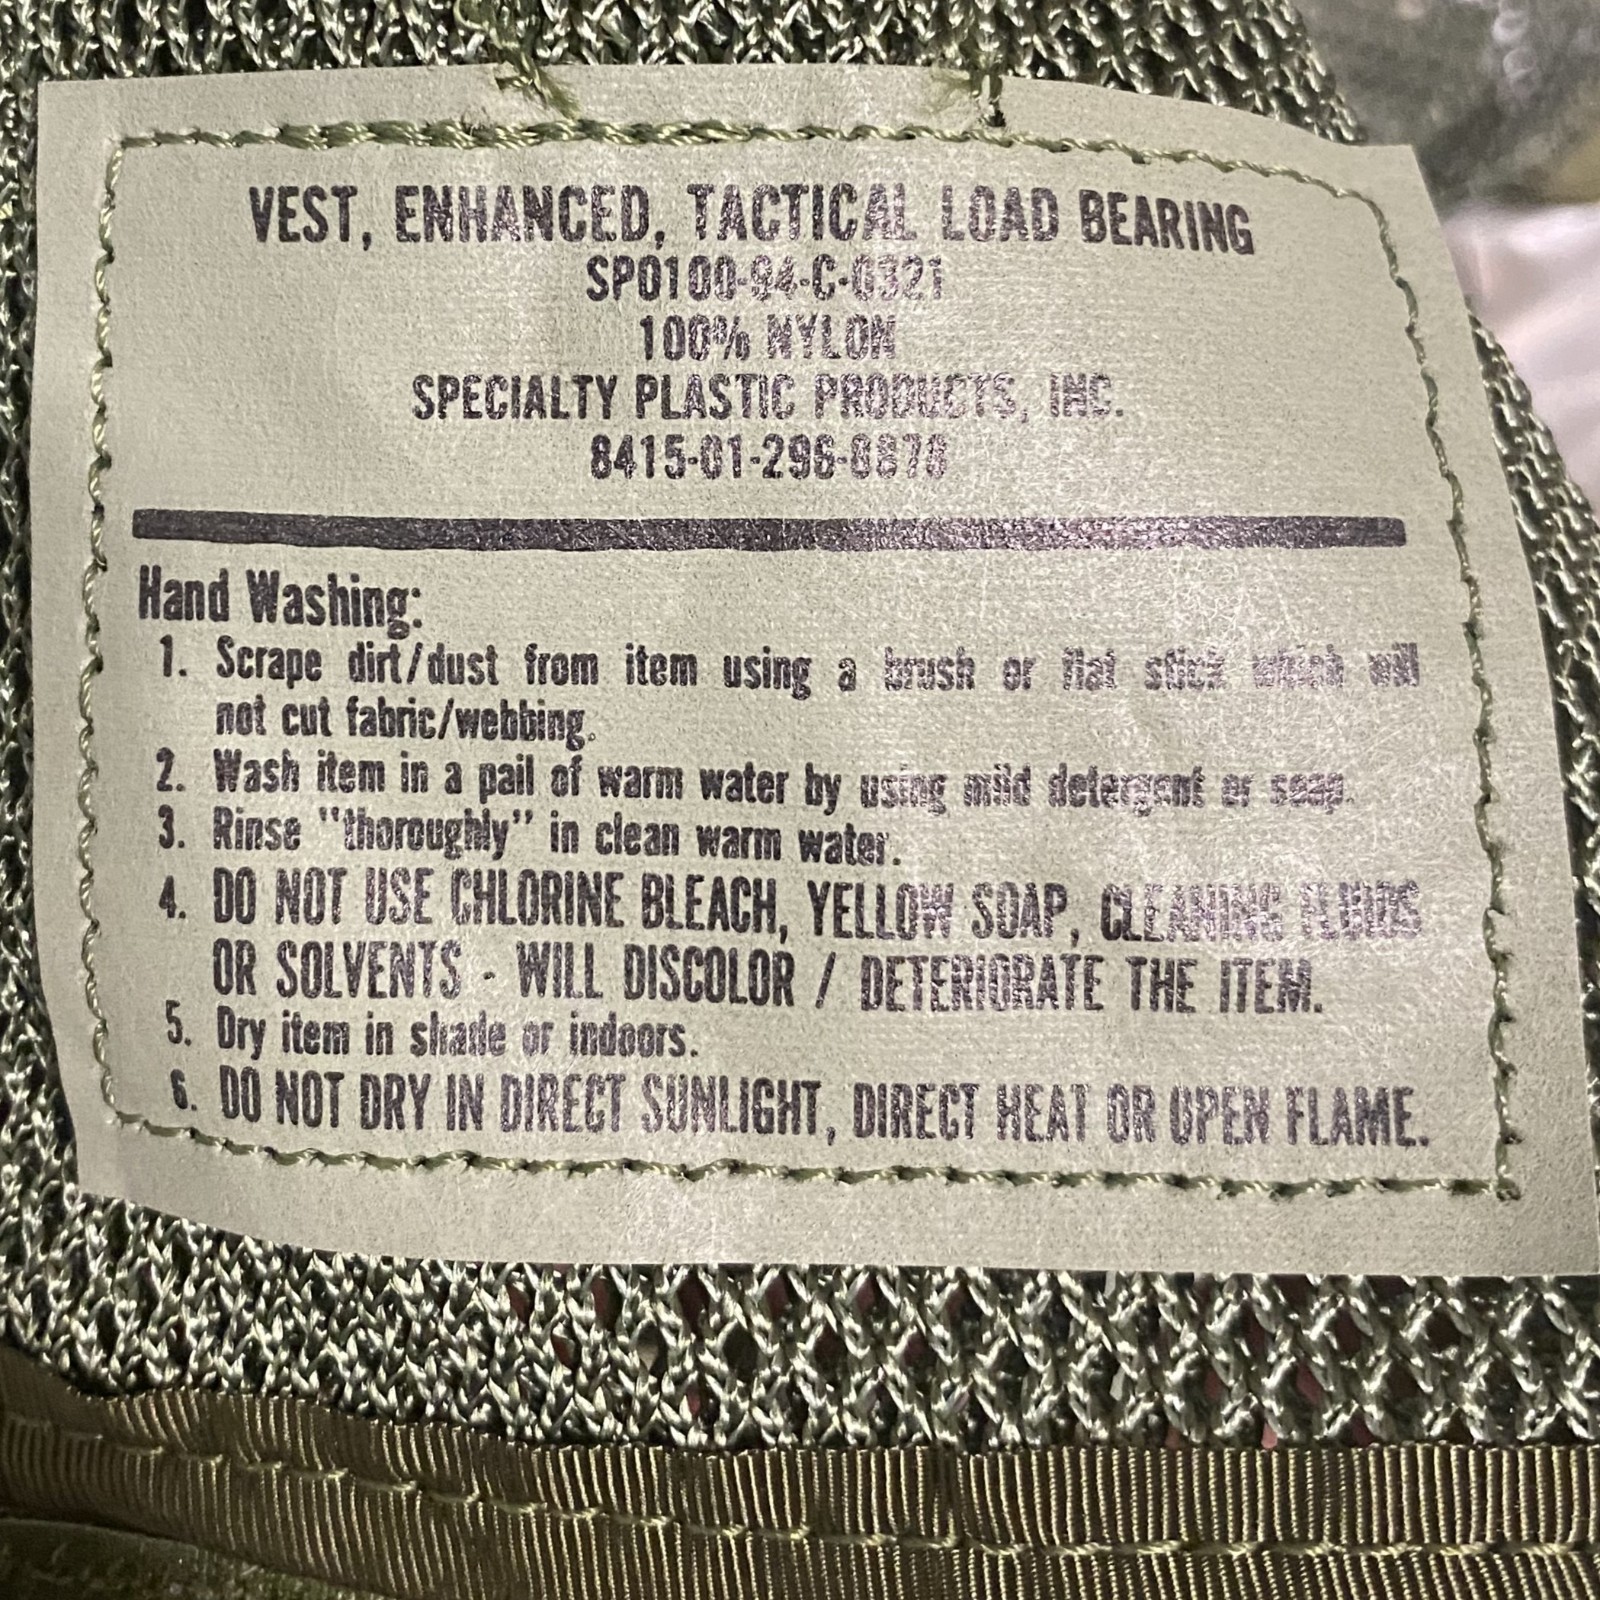 VEST, ENHANCED, TACTICAL LOAD BEARING
SPO100-94-C-0321
100% NYLON
SPECIALTY PLASTIC PRODUCTS, INC.
8415-01-296-8878
Hand Washing:
1. Scrape dirt/dust from item using a brush or flat stick which will
not cut fabric/webbing.
2. Wash item in a pail of warm water by using mild detergent or soap.
3. Rinse "thoroughly" in clean warm water.
4. DO NOT USE CHLORINE BLEACH, YELLOW SOAP, CLEANING FLUIDS
OR SOLVENTS - WILL DISCOLOR / DETERIORATE THE ITEM.
5. Dry item in shade or indoors.
6. DO NOT DRY IN DIRECT SUNLIGHT, DIRECT HEAT OR OPEN FLAME.